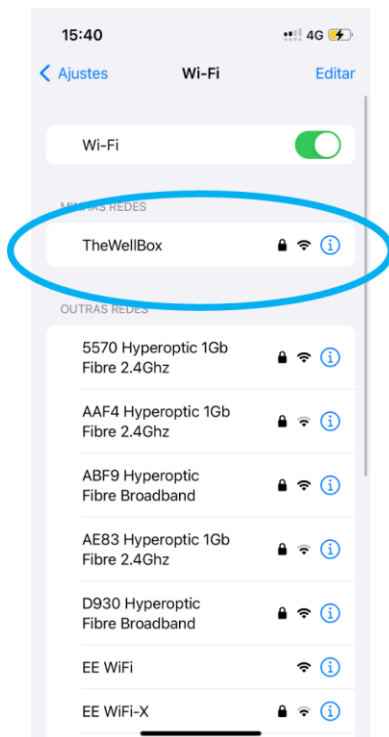 15:40
4G
Ajustes
Wi-Fi
Editar
Wi-Fi
MINHAS REDES
TheWellBox
OUTRAS REDES
5570 Hyperoptic 1Gb
Fibre 2.4Ghz
AAF4 Hyperoptic 1Gb
Fibre 2.4Ghz
ABF9 Hyperoptic
Fibre Broadband
AE83 Hyperoptic 1Gb
Fibre 2.4Ghz
D930 Hyperoptic
Fibre Broadband
EE WiFi
EE WiFi-X